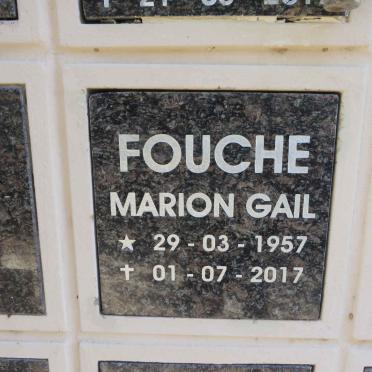 FOUCHE
MARION GAIL
★ 29 - 03 - 1957
✝ 01 - 07 - 2017